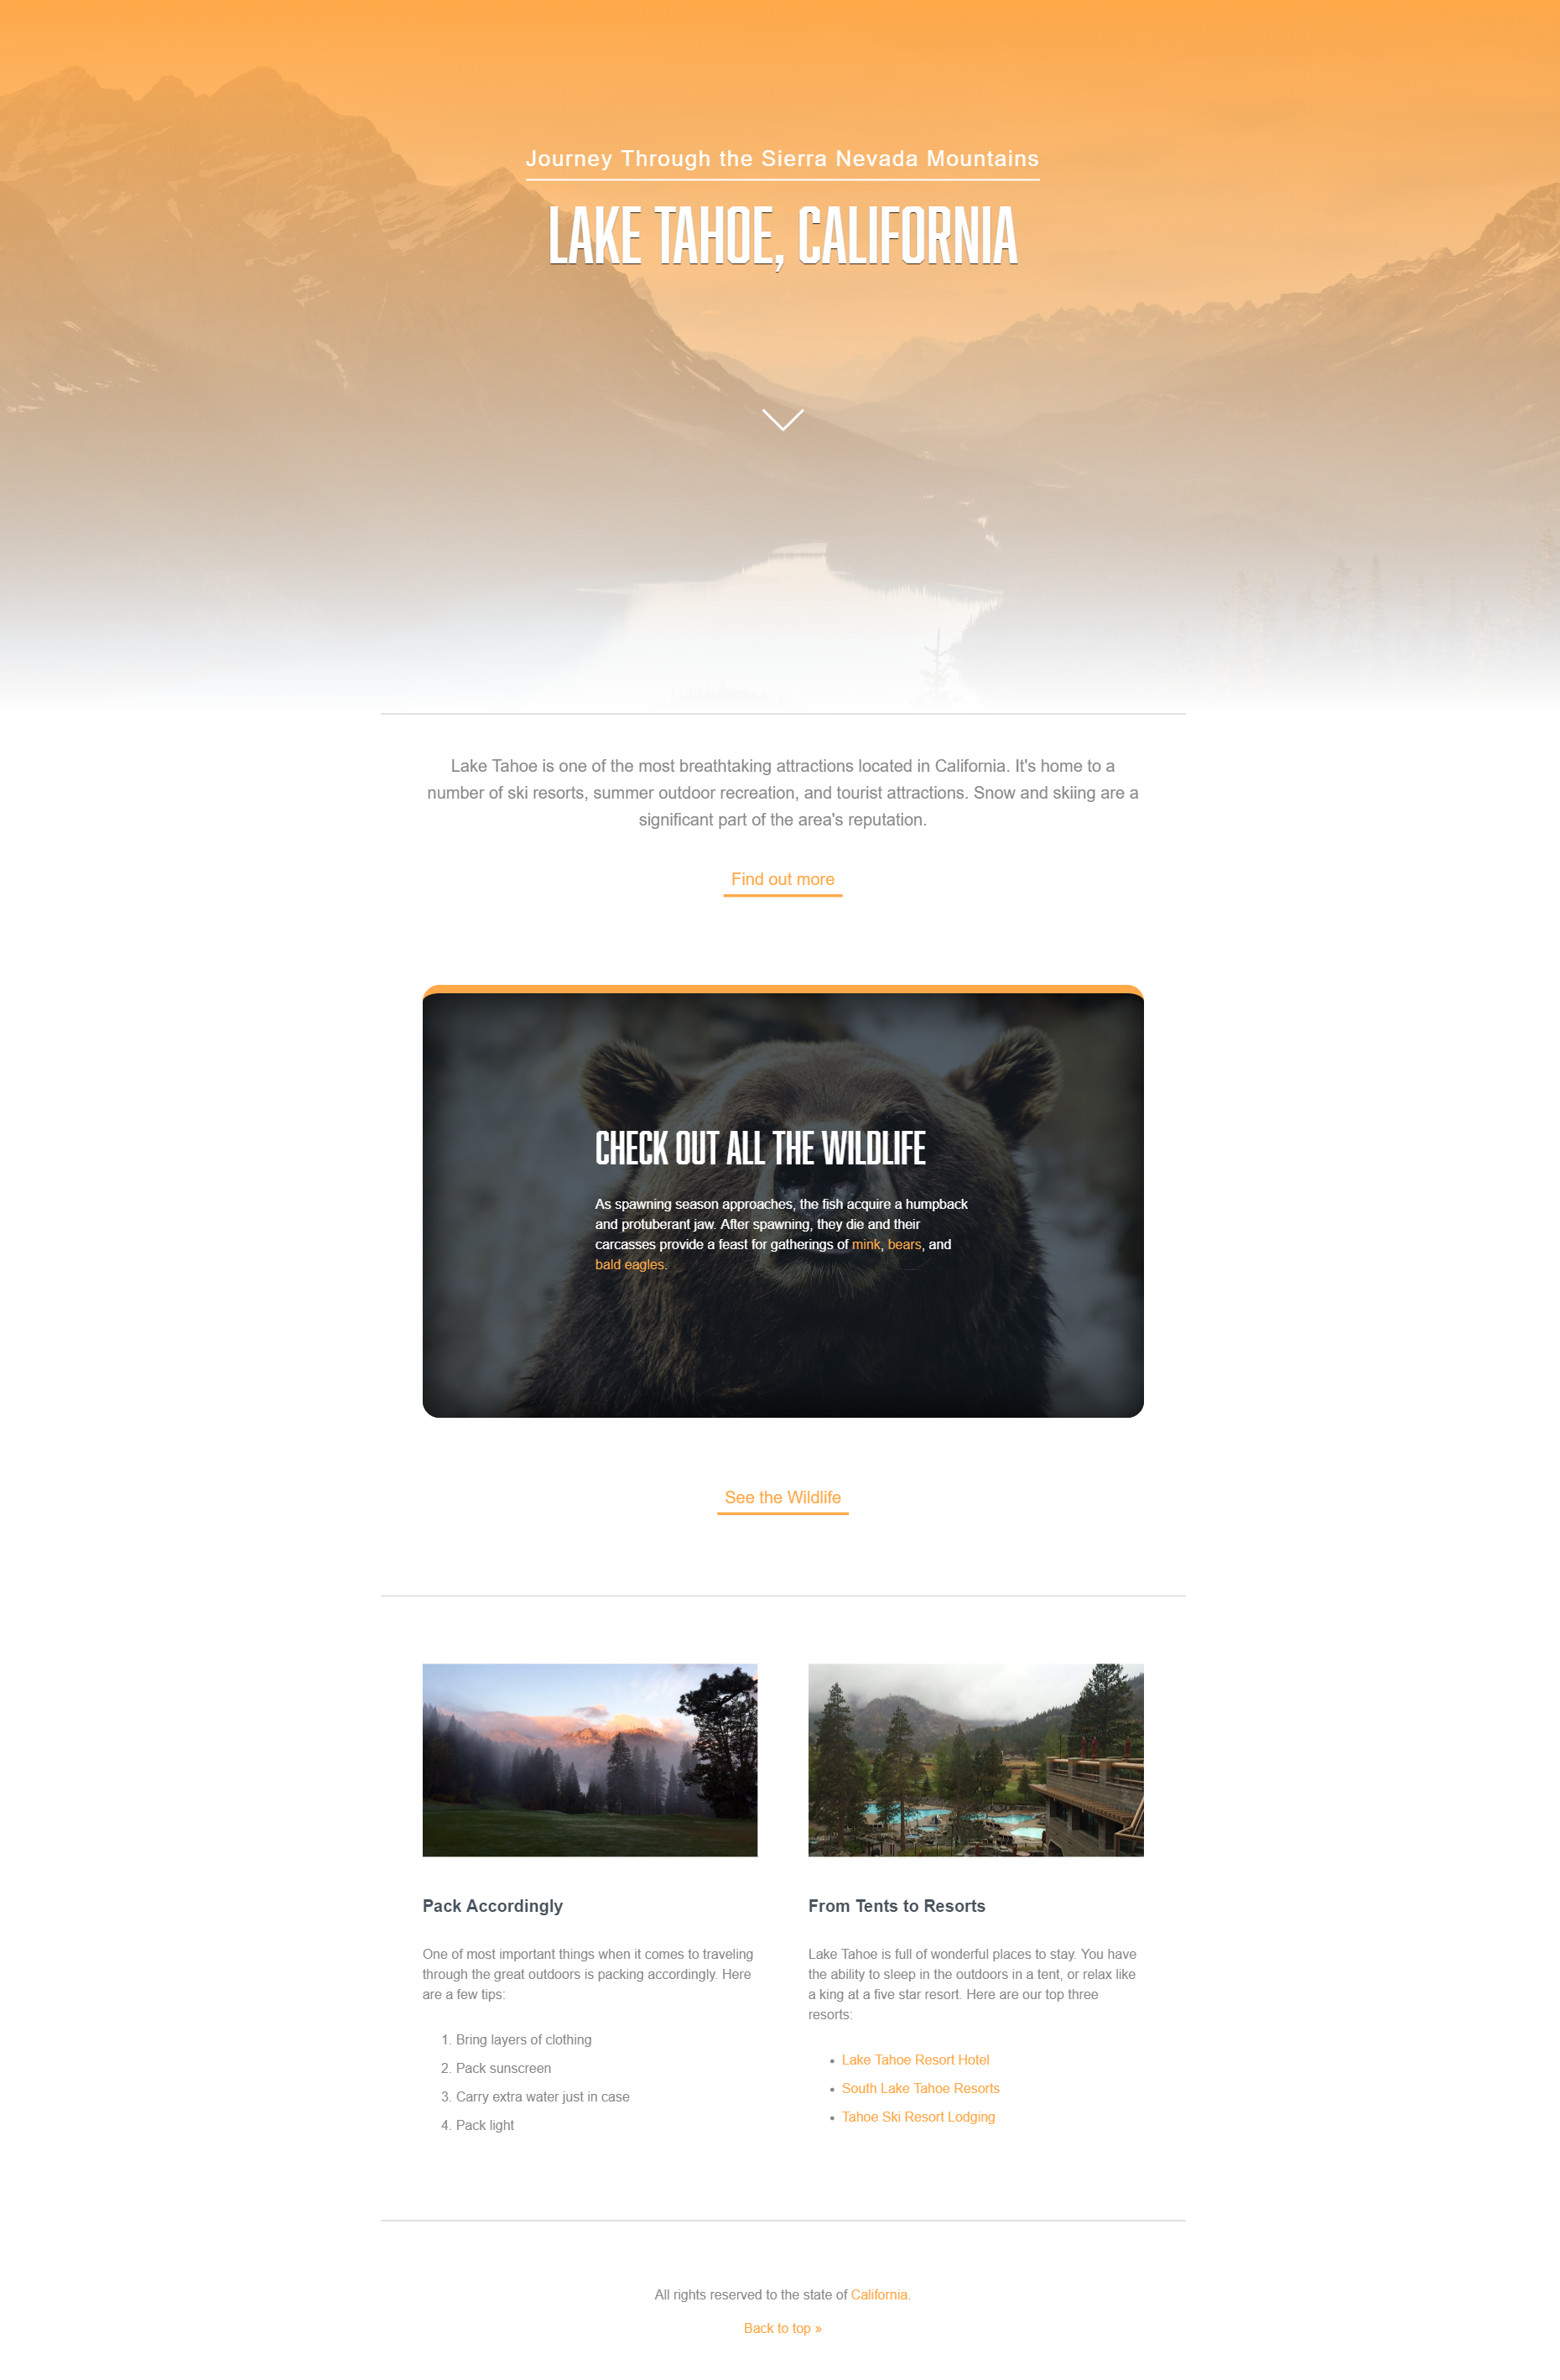 Journey Through the Sierra Nevada Mountains
LAKE TAHOE, CALIFORNIA
Lake Tahoe is one of the most breathtaking attractions located in California. It's home to a
number of ski resorts, summer outdoor recreation, and tourist attractions. Snow and skiing are a
significant part of the area's reputation.
Find out more
CHECK OUT ALL THE WILDLIFE
As spawning season approaches, the fish acquire a humpback
and protuberant jaw. After spawning, they die and their
carcasses provide a feast for gatherings of mink, bears, and
bald eagles.
See the Wildlife
Pack Accordingly
One of most important things when it comes to traveling
through the great outdoors is packing accordingly. Here
are a few tips:
1. Bring layers of clothing
2. Pack sunscreen
3. Carry extra water just in case
4. Pack light
From Tents to Resorts
Lake Tahoe is full of wonderful places to stay. You have
the ability to sleep in the outdoors in a tent, or relax like
a king at a five star resort. Here are our top three
resorts:
• Lake Tahoe Resort Hotel
• South Lake Tahoe Resorts
• Tahoe Ski Resort Lodging
All rights reserved to the state of California.
Back to top »